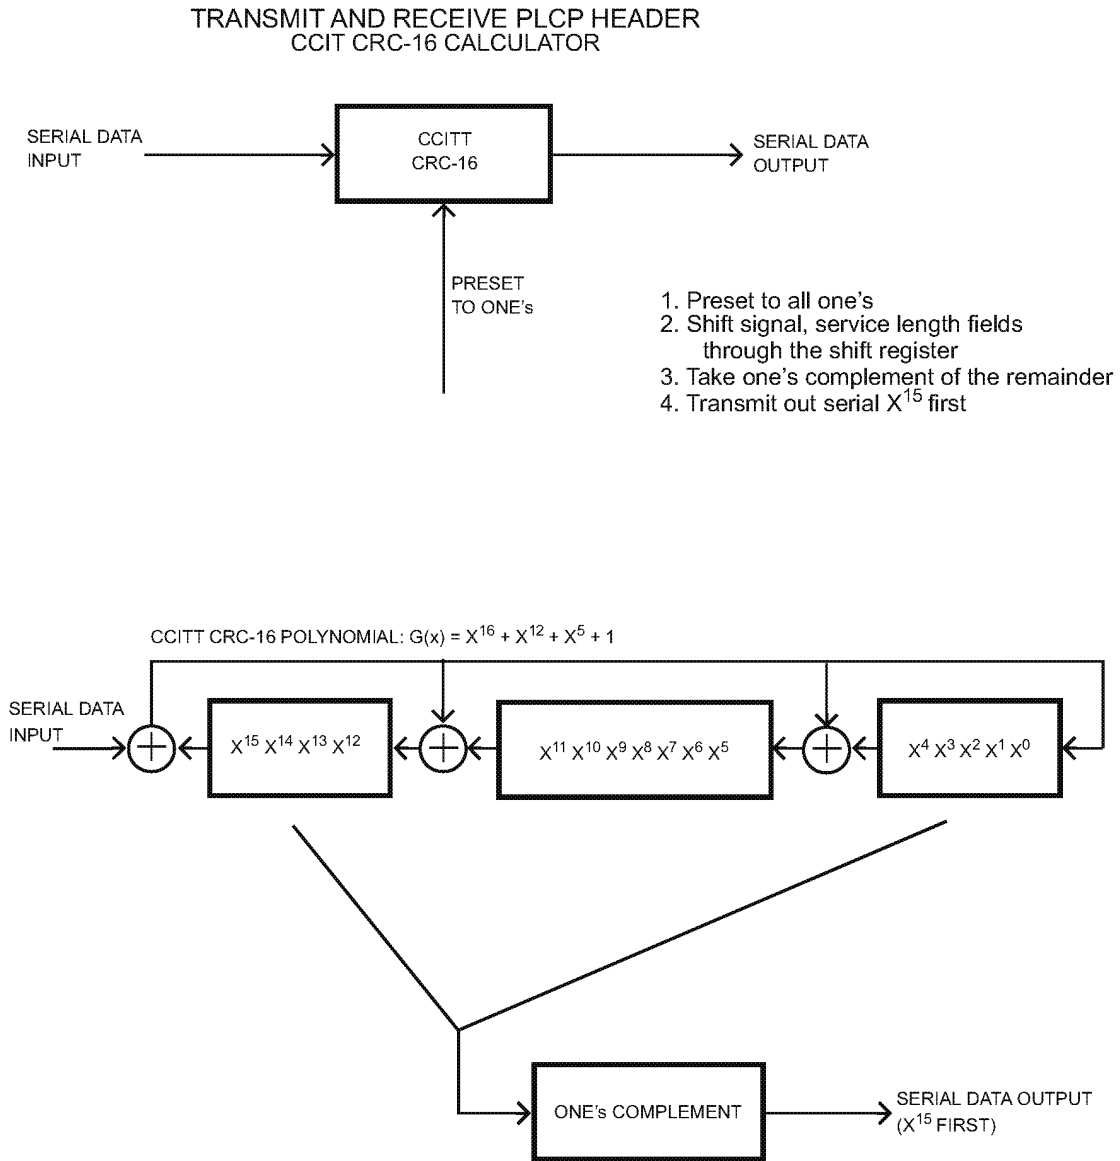 TRANSMIT AND RECEIVE PLCP HEADER
CCIT CRC-16 CALCULATOR
SERIAL DATA
INPUT
CCITT
CRC-16
SERIAL DATA
OUTPUT
PRESET
TO ONE's
1. Preset to all one's
2. Shift signal, service length fields
through the shift register
3. Take one's complement of the remainder
4. Transmit out serial X¹⁵ first
CCITT CRC-16 POLYNOMIAL: G(x) = X¹⁶ + X¹² + X⁵ + 1
SERIAL DATA
INPUT
X¹⁵ X¹⁴ X¹³ X¹²
X¹¹ X¹⁰ X⁹ X⁸ X⁷ X⁶ X⁵
X⁴ X³ X² X¹ X⁰
ONE's COMPLEMENT
SERIAL DATA OUTPUT
(X¹⁵ FIRST)